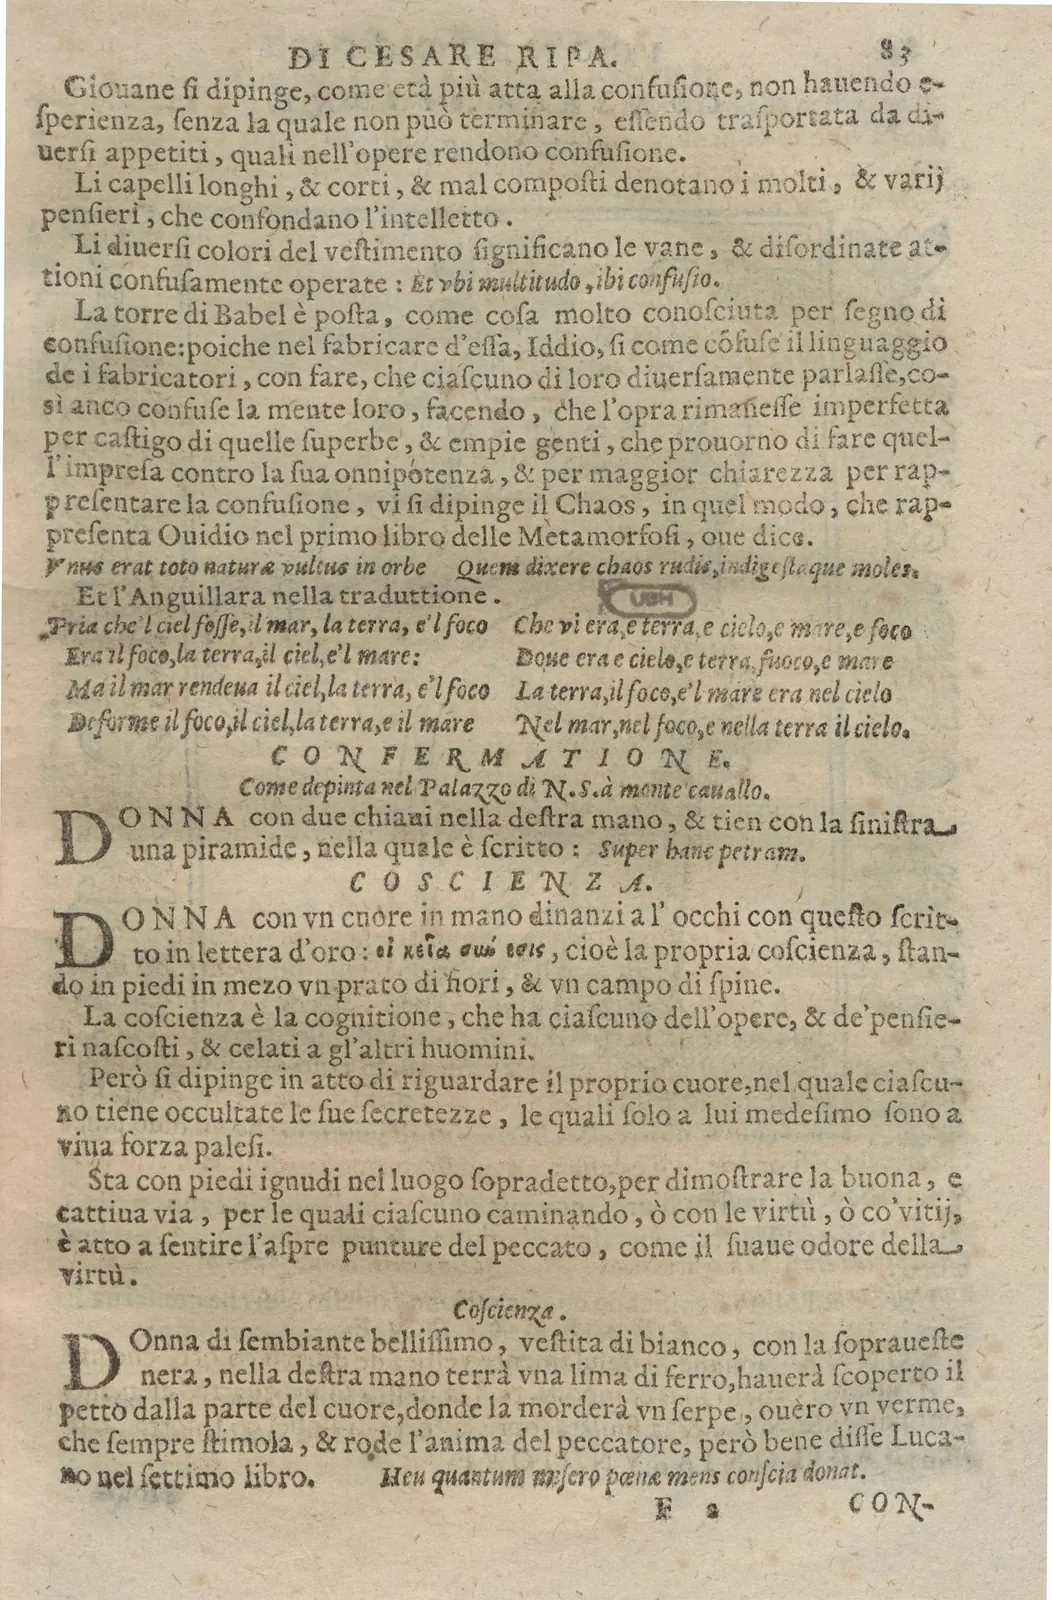 DI CESARE RIPA. 83
Giouane ſi dipinge, come età più atta alla confuſione, non hauendo e-
ſperienza, ſenza la quale non può terminare, eſſendo traſportata da di-
uerſi appetiti, quali nell'opere rendono confuſione.
Li capelli longhi, & corti, & mal compoſti denotano i molti, & varij
penſieri, che confondano l'intelletto.
Li diuerſi colori del veſtimento ſignificano le vane, & diſordinate at-
tioni confuſamente operate: Et vbi multitudo, ibi confuſio.
La torre di Babel è poſta, come coſa molto conoſciuta per ſegno di
confuſione: poiche nel fabricare d'eſſa, Iddio, ſi come cõfuſe il linguaggio
de i fabricatori, con fare, che ciaſcuno di loro diuerſamente parlaſſe, co-
sì anco confuſe la mente loro, facendo, che l'opra rimaneſſe imperfetta
per caſtigo di quelle ſuperbe, & empie genti, che prouorno di fare quel-
l'impreſa contro la ſua onnipotenza, & per maggior chiarezza per rap-
preſentare la confuſione, vi ſi dipinge il Chaos, in quel modo, che rap-
preſenta Ouidio nel primo libro delle Metamorfoſi, oue dice.
Vnus erat toto naturæ vultus in orbe Quem dixere chaos rudis, indigeſtaque moles.
Et l'Anguillara nella traduttione.
UBH
Pria che'l ciel foſſe, il mar, la terra, e'l foco Che vi era, e terra, e cielo, e mare, e foco
Era il foco, la terra, il ciel, e'l mare: Doue era e cielo, e terra, fuoco, e mare
Ma il mar rendeua il ciel, la terra, e'l foco La terra, il foco, e'l mare era nel cielo
Deforme il foco, il ciel, la terra, e il mare Nel mar, nel foco, e nella terra il cielo.
CONFERMATIONE.
Come depinta nel Palazzo di N. S. à monte cauallo.
DONNA con due chiaui nella deſtra mano, & tien con la ſiniſtra
una piramide, nella quale è ſcritto: Super hanc petram.
COSCIENZA.
DONNA con vn cuore in mano dinanzi a l'occhi con queſto ſcrit-
to in lettera d'oro: , cioè la propria coſcienza, ſtan-
do in piedi in mezo vn prato di fiori, & vn campo di ſpine.
La coſcienza è la cognitione, che ha ciaſcuno dell'opere, & de' penſie-
ri naſcoſti, & celati a gl'altri huomini.
Però ſi dipinge in atto di riguardare il proprio cuore, nel quale ciaſcu-
no tiene occultate le ſue ſecretezze, le quali ſolo a lui medeſimo ſono a
viua forza paleſi.
Sta con piedi ignudi nel luogo ſopradetto, per dimoſtrare la buona, e
cattiua via, per le quali ciaſcuno caminando, ò con le virtù, ò co' vitij,
è atto a ſentire l'aſpre punture del peccato, come il ſuaue odore della
virtù.
Coſcienza.
DOnna di ſembiante belliſſimo, veſtita di bianco, con la ſoprauеſte
nera, nella deſtra mano terrà vna lima di ferro, hauerà ſcoperto il
petto dalla parte del cuore, donde la morderà vn ſerpe, ouero vn verme,
che ſempre ſtimola, & rode l'anima del peccatore, però bene diſſe Luca-
no nel ſettimo libro. Heu quantum miſero pœnæ mens conſcia donat.
F 2 CON-